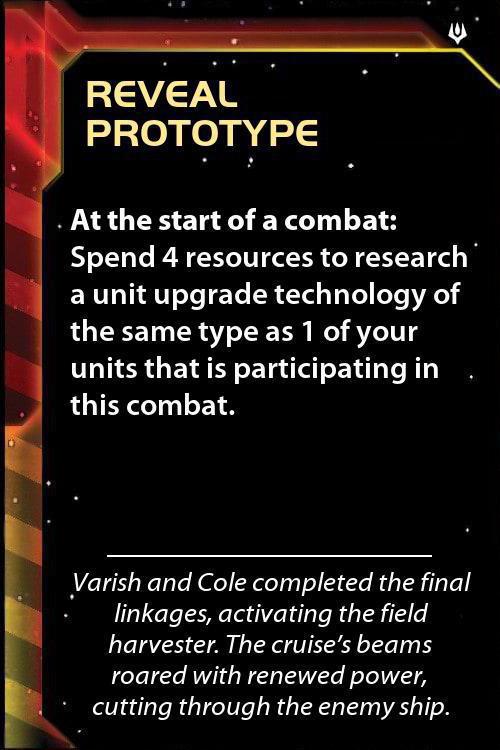 REVEAL
PROTOTYPE
At the start of a combat:
Spend 4 resources to research
a unit upgrade technology of
the same type as 1 of your
units that is participating in
this combat.
Varish and Cole completed the final
linkages, activating the field
harvester. The cruise's beams
roared with renewed power,
cutting through the enemy ship.